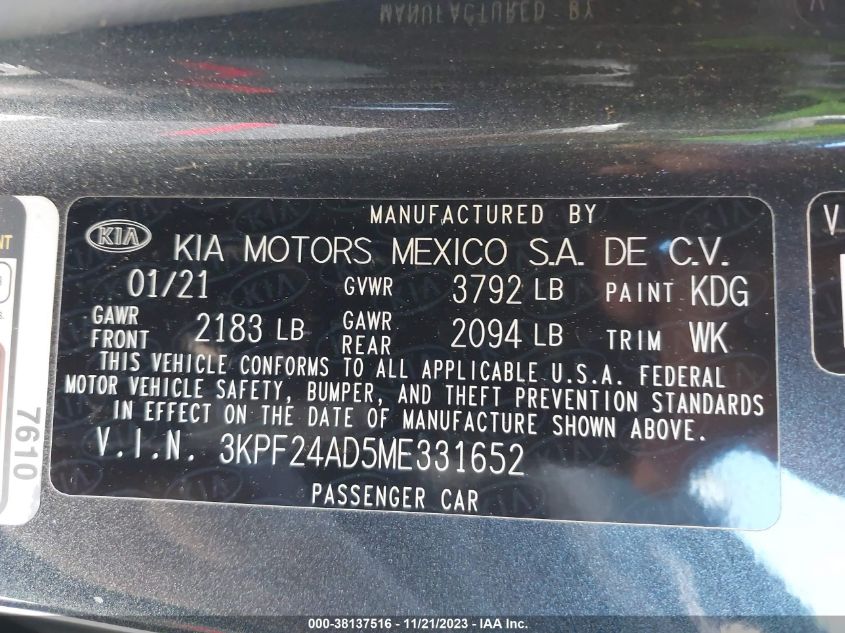 MANUFACTURED BY
MANUFACTURED BY
KIA KIA MOTORS MEXICO S.A. DE C.V.
01/21 GVWR 3792 LB PAINT KDG
GAWR FRONT 2183 LB GAWR REAR 2094 LB TRIM WK
THIS VEHICLE CONFORMS TO ALL APPLICABLE U.S.A. FEDERAL
MOTOR VEHICLE SAFETY, BUMPER, AND THEFT PREVENTION STANDARDS
IN EFFECT ON THE DATE OF MANUFACTURE SHOWN ABOVE.
V.I.N. 3KPF24AD5ME331652
PASSENGER CAR
7610
V
000-38137516 - 11/21/2023 - IAA Inc.